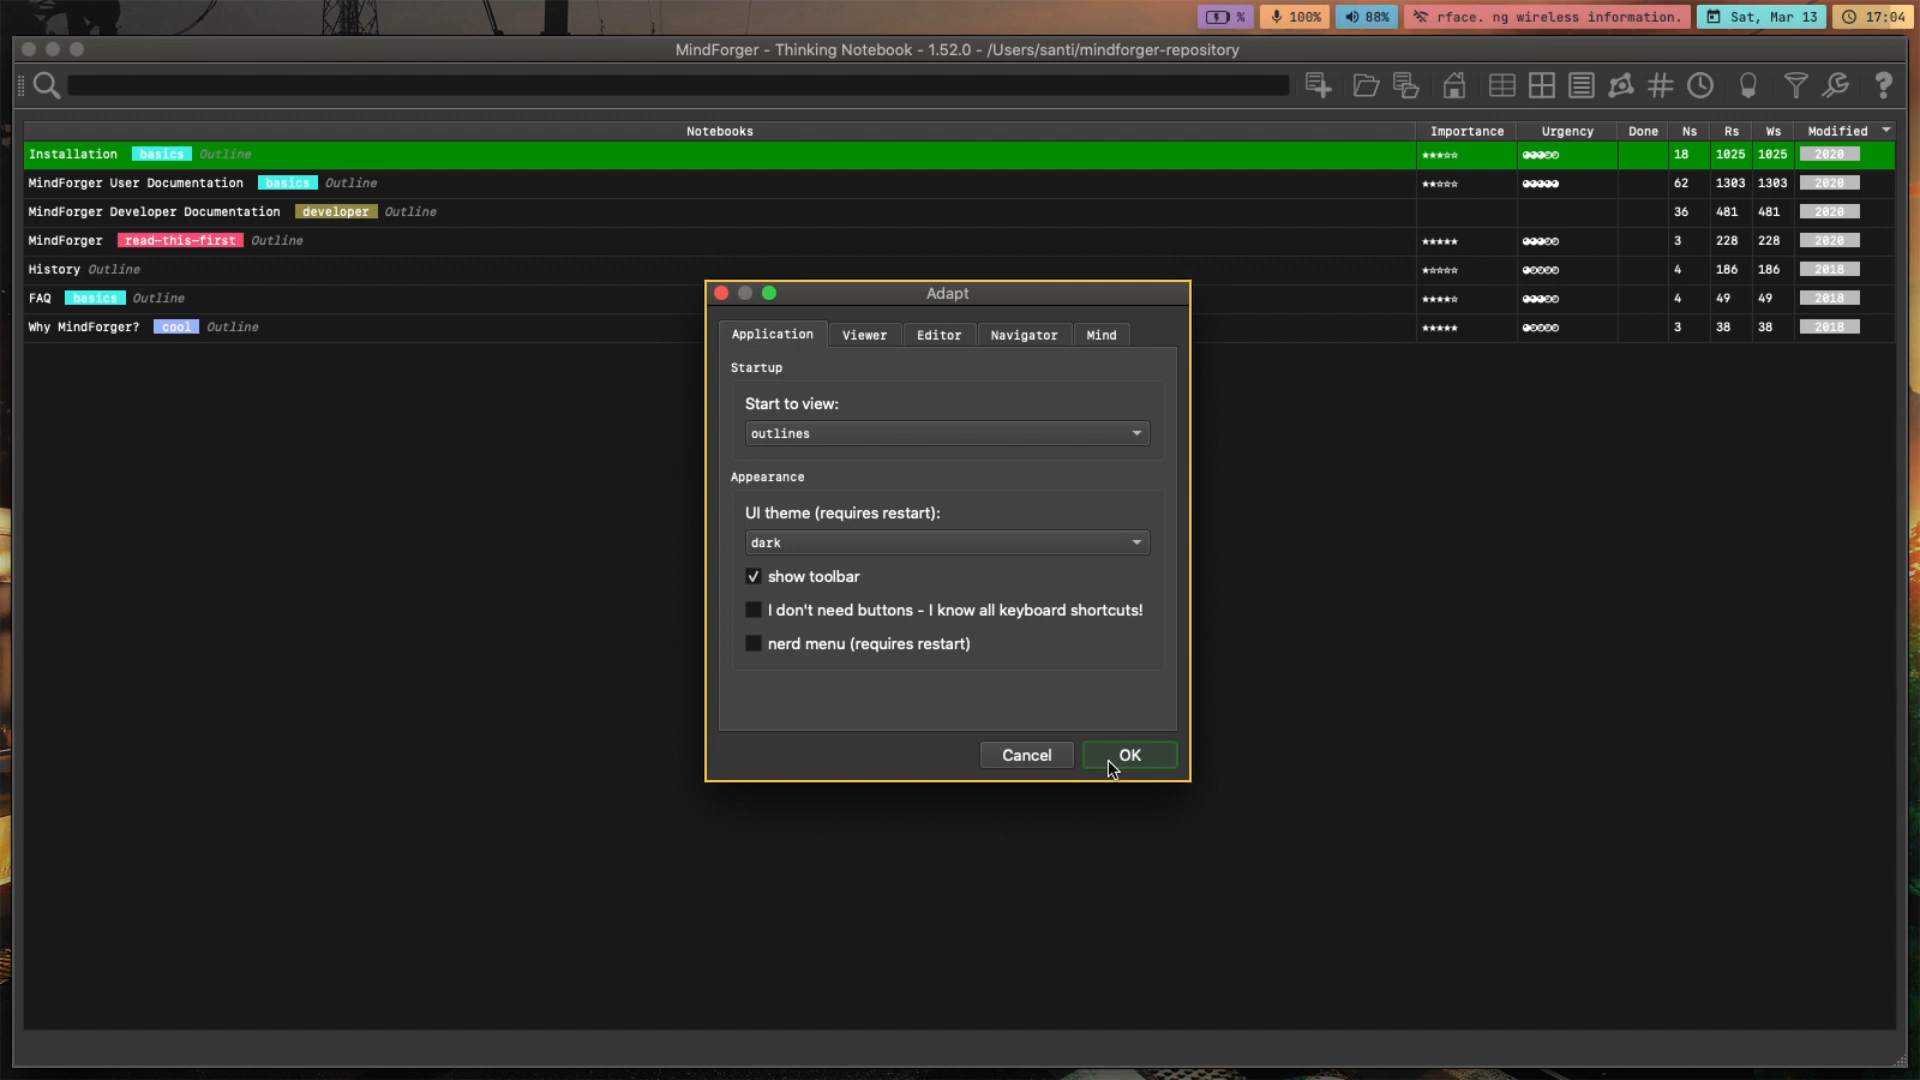 % 100% 88% rface. ng wireless information. Sat, Mar 13 17:04
MindForger - Thinking Notebook - 1.52.0 - /Users/santi/mindforger-repository
Notebooks Importance Urgency Done Ns Rs Ws Modified
Installation basics Outline ★★★☆☆ 18 1025 1025 2020
MindForger User Documentation basics Outline ★★☆☆☆ 62 1303 1303 2020
MindForger Developer Documentation developer Outline 36 481 481 2020
MindForger read-this-first Outline ★★★★★ 3 228 228 2020
History Outline ★☆☆☆☆ 4 186 186 2018
FAQ basics Outline ★★★★☆ 4 49 49 2018
Why MindForger? cool Outline ★★★★★ 3 38 38 2018
Adapt
Application Viewer Editor Navigator Mind
Startup
Start to view:
outlines
Appearance
UI theme (requires restart):
dark
show toolbar
I don't need buttons - I know all keyboard shortcuts!
nerd menu (requires restart)
Cancel OK